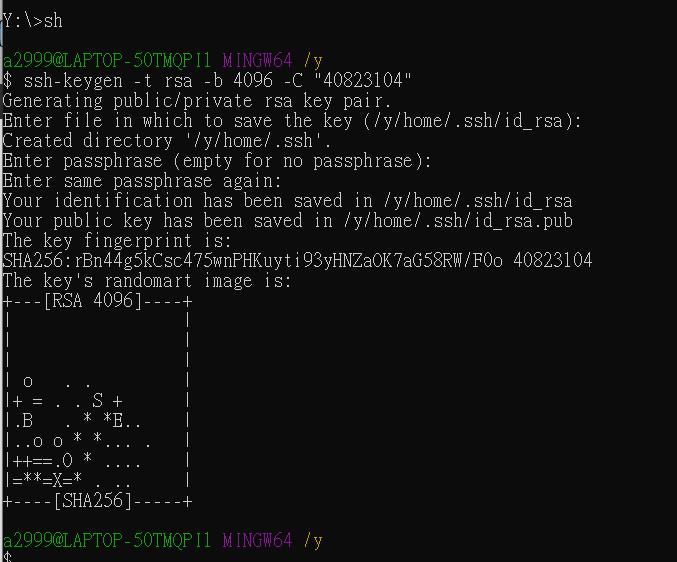 Y:\>sh
a2999@LAPTOP-50TMQPI1 MINGW64 /y
$ ssh-keygen -t rsa -b 4096 -C "40823104"
Generating public/private rsa key pair.
Enter file in which to save the key (/y/home/.ssh/id_rsa):
Created directory '/y/home/.ssh'.
Enter passphrase (empty for no passphrase):
Enter same passphrase again:
Your identification has been saved in /y/home/.ssh/id_rsa
Your public key has been saved in /y/home/.ssh/id_rsa.pub
The key fingerprint is:
SHA256:rBn44g5kCsc475wnPHKuyti93yHNZaOK7aG58RW/F0o 40823104
The key's randomart image is:
+---[RSA 4096]----+
|                 |
|                 |
|                 |
| o   . .         |
|+ = . . S +      |
|.B   . * *E..    |
|..o o * *... .   |
|++==.O * ....    |
|=**=X=* . ..     |
+----[SHA256]-----+
a2999@LAPTOP-50TMQPI1 MINGW64 /y
$